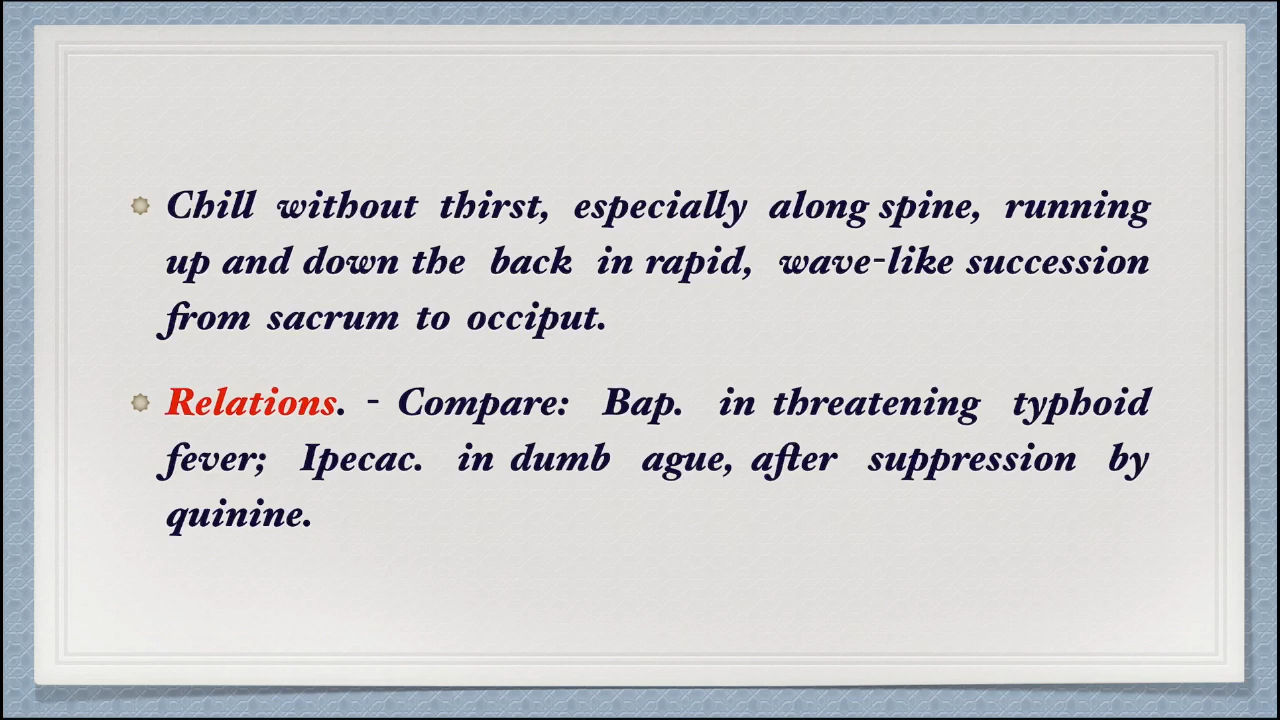 Chill without thirst, especially along spine, running
up and down the back in rapid, wave-like succession
from sacrum to occiput.
Relations. - Compare: Bap. in threatening typhoid
fever; Ipecac. in dumb ague, after suppression by
quinine.